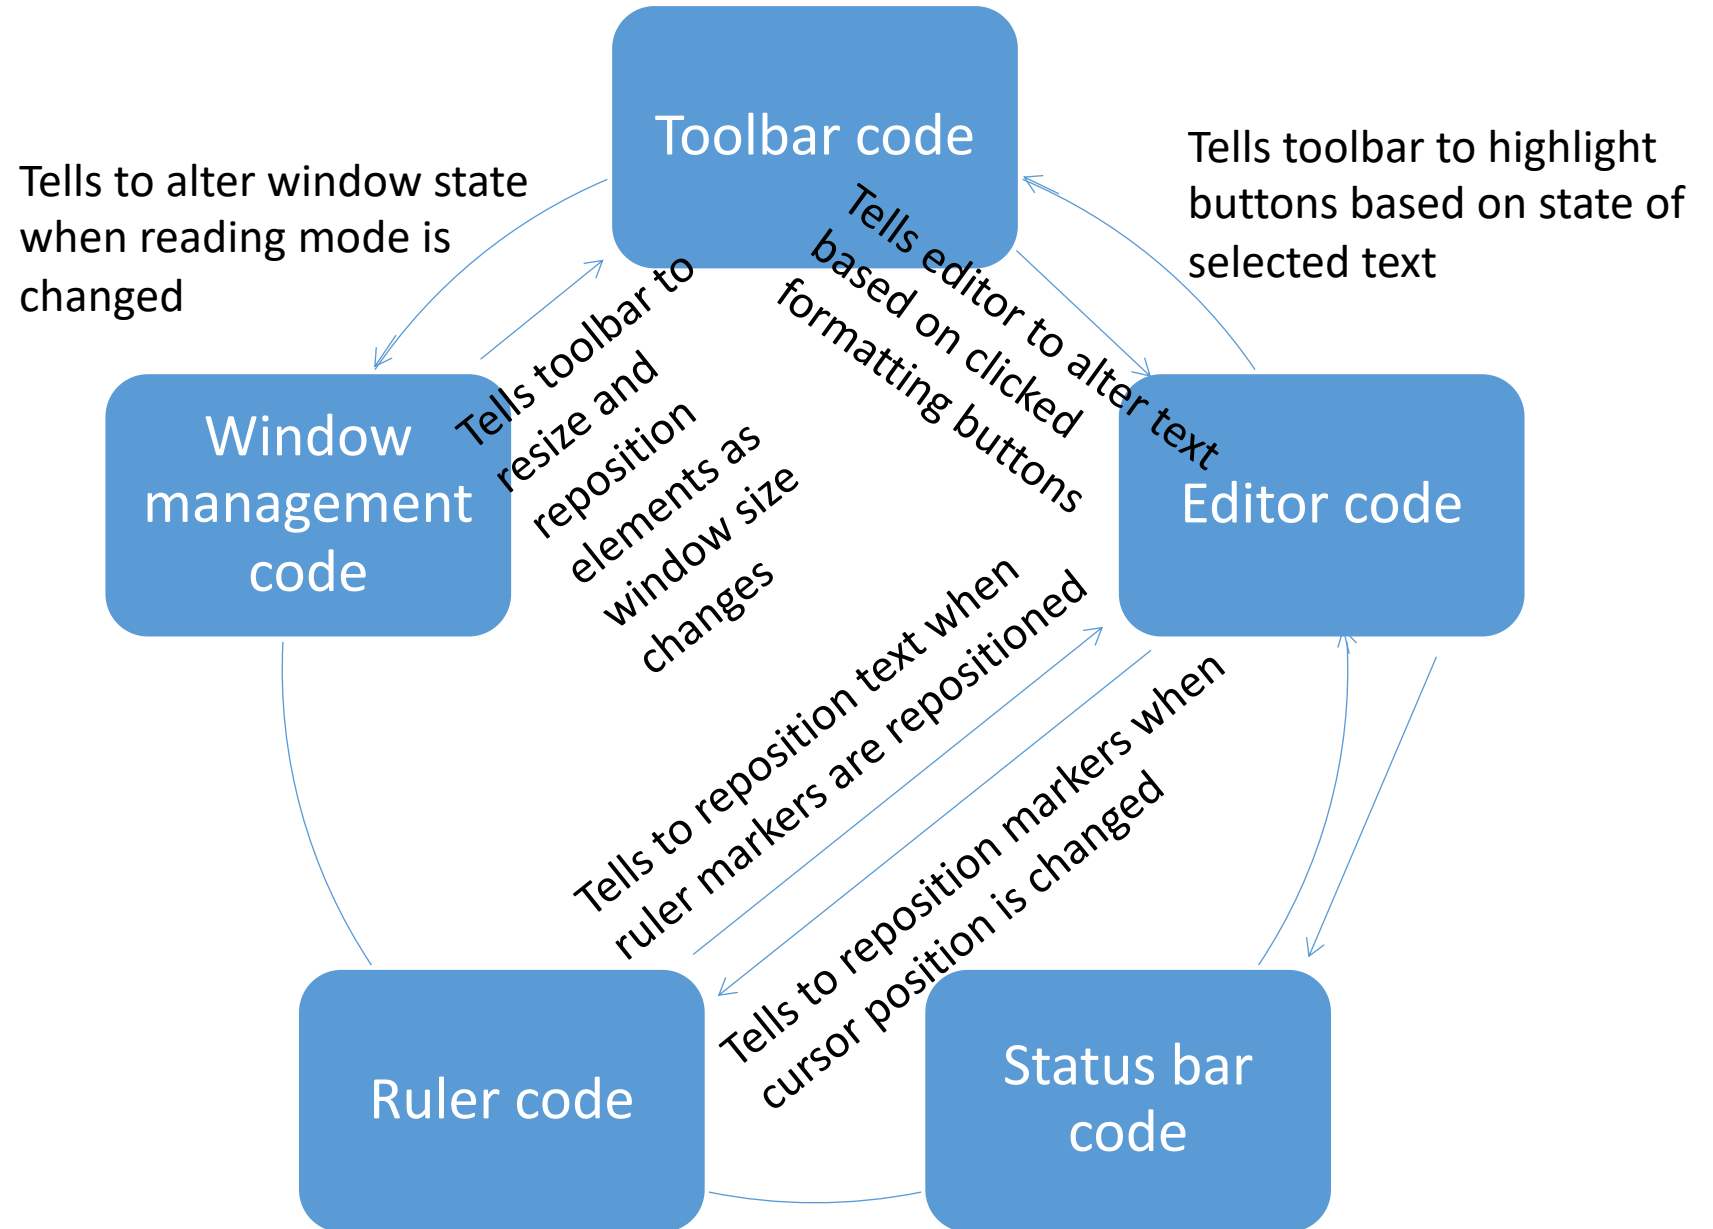 Toolbar code
Tells to alter window state
when reading mode is
changed
Tells toolbar to highlight
buttons based on state of
selected text
Tells editor to alter text
based on clicked
formatting buttons
Tells toolbar to
resize and
reposition
elements as
window size
changes
Window
management
code
Editor code
Tells to reposition text when
ruler markers are repositioned
Tells to reposition markers when
cursor position is changed
Ruler code
Status bar
code